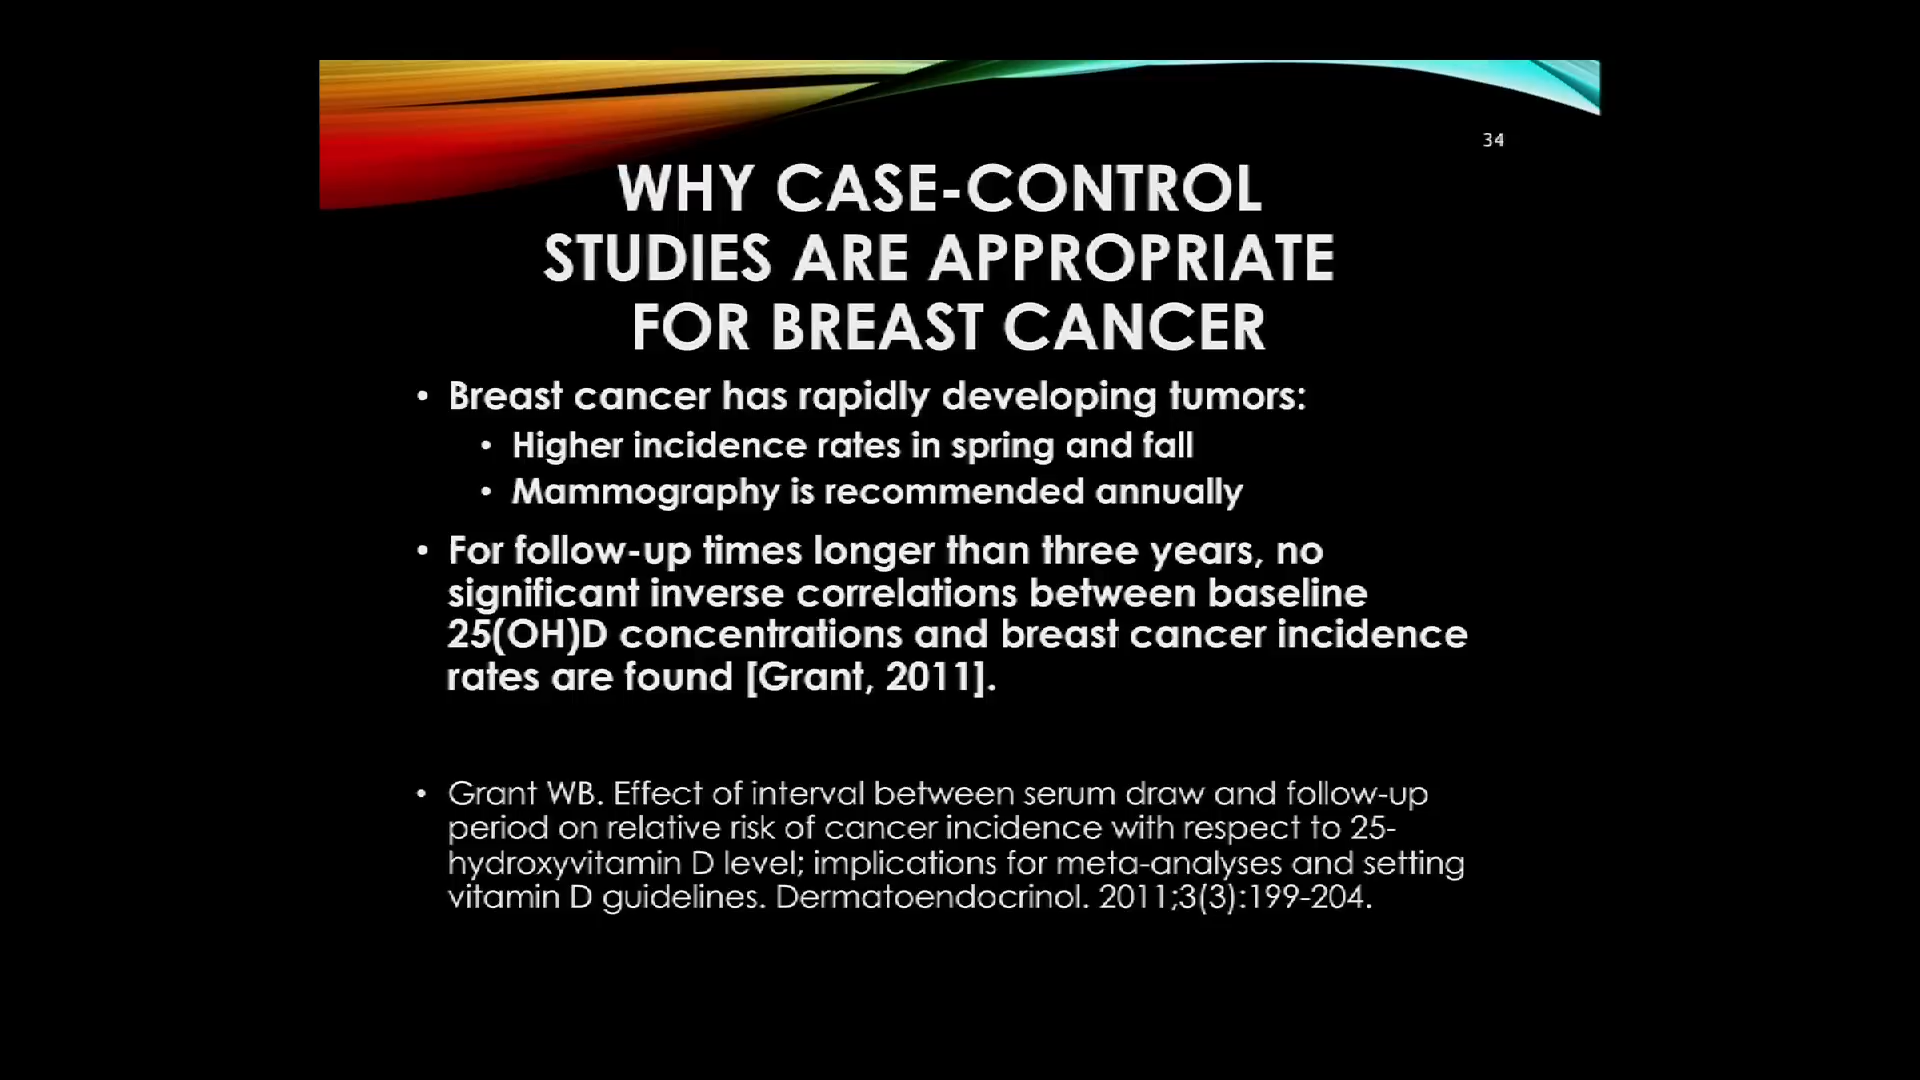 34
WHY CASE-CONTROL
STUDIES ARE APPROPRIATE
FOR BREAST CANCER
• Breast cancer has rapidly developing tumors:
• Higher incidence rates in spring and fall
• Mammography is recommended annually
• For follow-up times longer than three years, no
significant inverse correlations between baseline
25(OH)D concentrations and breast cancer incidence
rates are found [Grant, 2011].
• Grant WB. Effect of interval between serum draw and follow-up
period on relative risk of cancer incidence with respect to 25-
hydroxyvitamin D level; implications for meta-analyses and setting
vitamin D guidelines. Dermatoendocrinol. 2011;3(3):199-204.